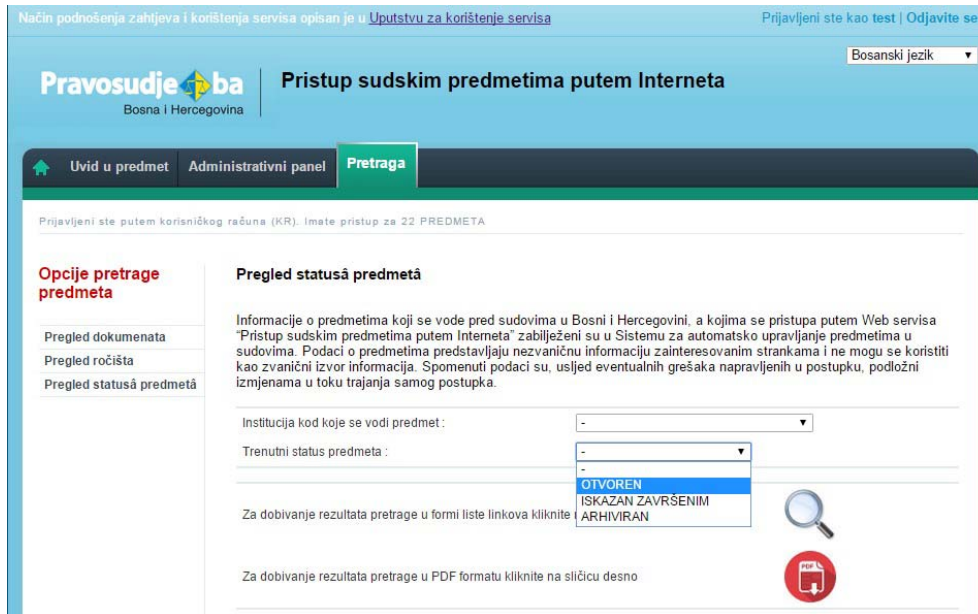 Način podnošenja zahtjeva i korištenja servisa opisan je u Uputstvu za korištenje servisa
Prijavljeni ste kao test | Odjavite se
Bosanski jezik
Pravosudje ba
Bosna i Hercegovina
Pristup sudskim predmetima putem Interneta
Uvid u predmet
Administrativni panel
Pretraga
Prijavljeni ste putem korisničkog računa (KR). Imate pristup za 22 PREDMETA
Opcije pretrage
predmeta
Pregled dokumenata
Pregled ročišta
Pregled statusâ predmetâ
Pregled statusâ predmetâ
Informacije o predmetima koji se vode pred sudovima u Bosni i Hercegovini, a kojima se pristupa putem Web servisa
"Pristup sudskim predmetima putem Interneta" zabilježeni su u Sistemu za automatsko upravljanje predmetima u
sudovima. Podaci o predmetima predstavljaju nezvaničnu informaciju zainteresovanim strankama i ne mogu se koristiti
kao zvanični izvor informacija. Spomenuti podaci su, usljed eventualnih grešaka napravljenih u postupku, podložni
izmjenama u toku trajanja samog postupka.
Institucija kod koje se vodi predmet :
-
Trenutni status predmeta :
-
-
OTVOREN
ISKAZAN ZAVRŠENIM
ARHIVIRAN
Za dobivanje rezultata pretrage u formi liste linkova kliknite
Za dobivanje rezultata pretrage u PDF formatu kliknite na sličicu desno
PDF